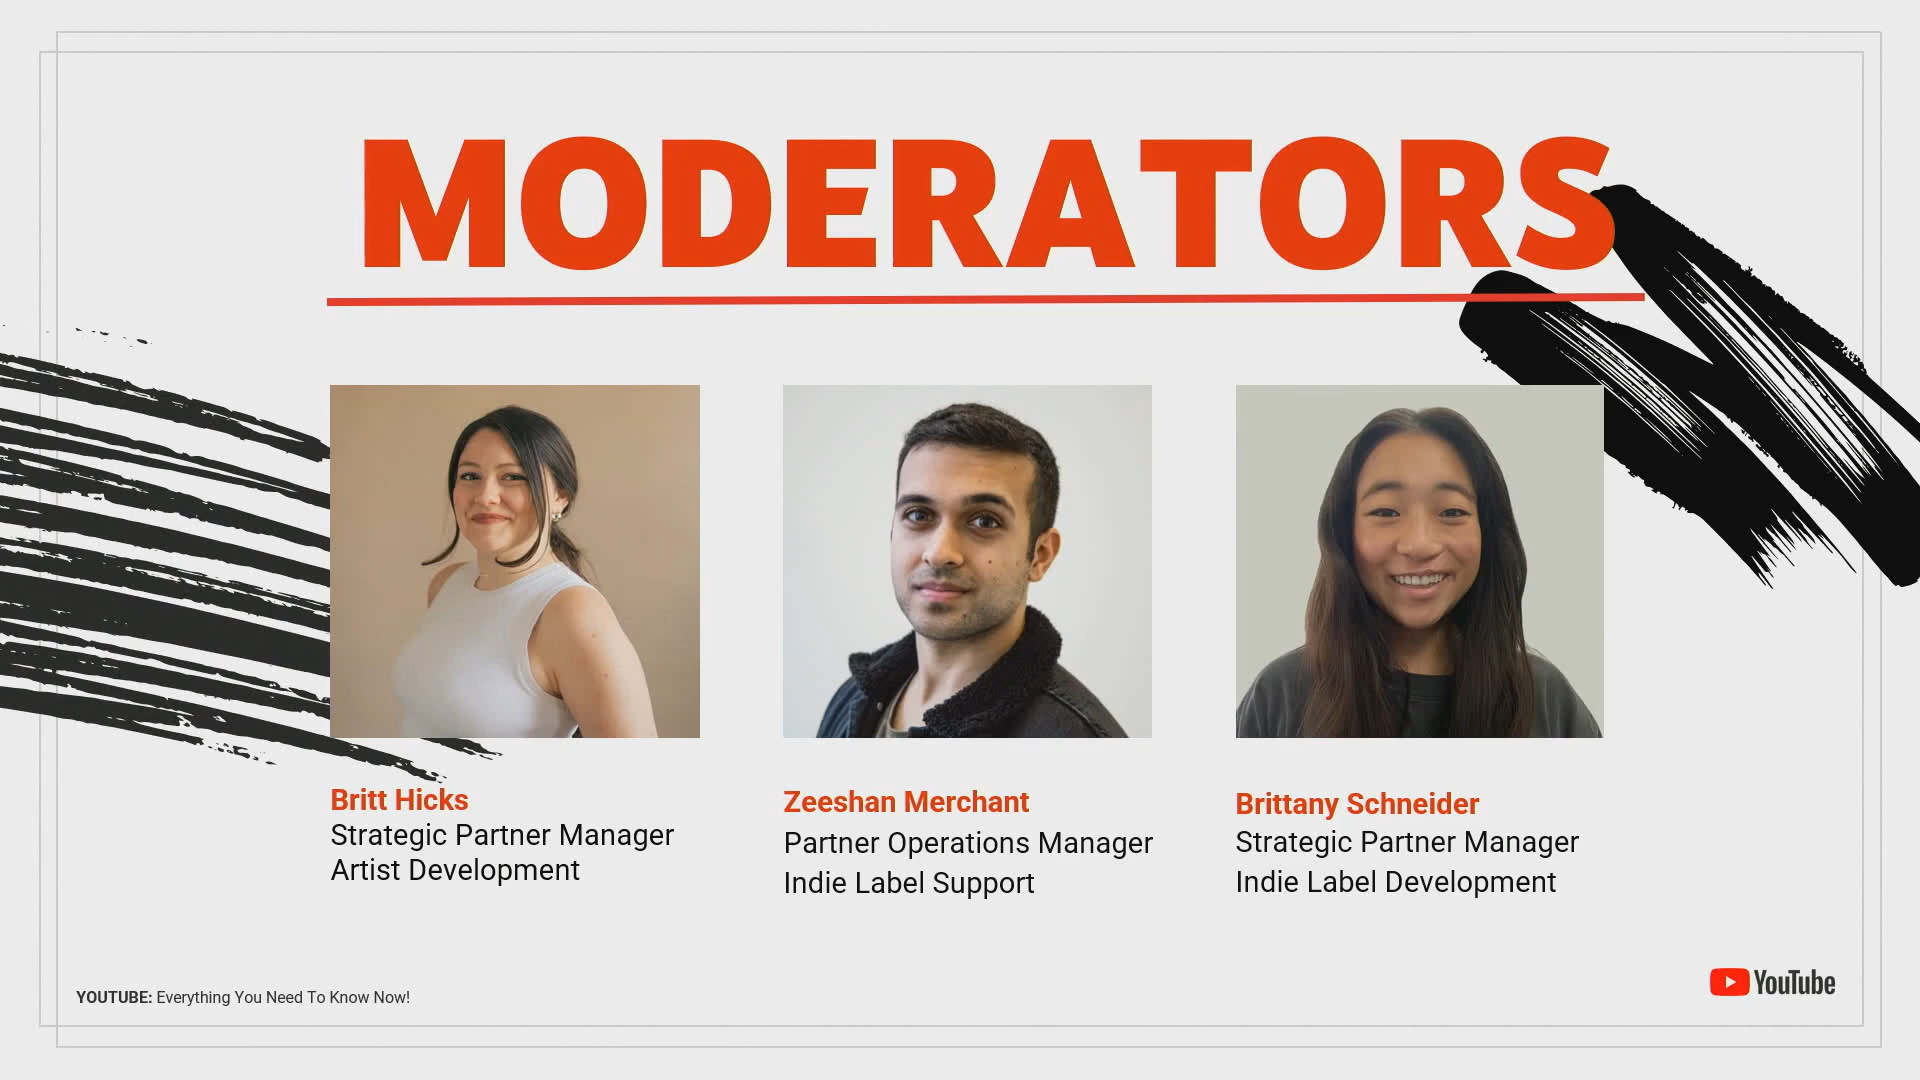 MODERATORS
Britt Hicks
Strategic Partner Manager
Artist Development
Zeeshan Merchant
Partner Operations Manager
Indie Label Support
Brittany Schneider
Strategic Partner Manager
Indie Label Development
YOUTUBE: Everything You Need To Know Now!
YouTube